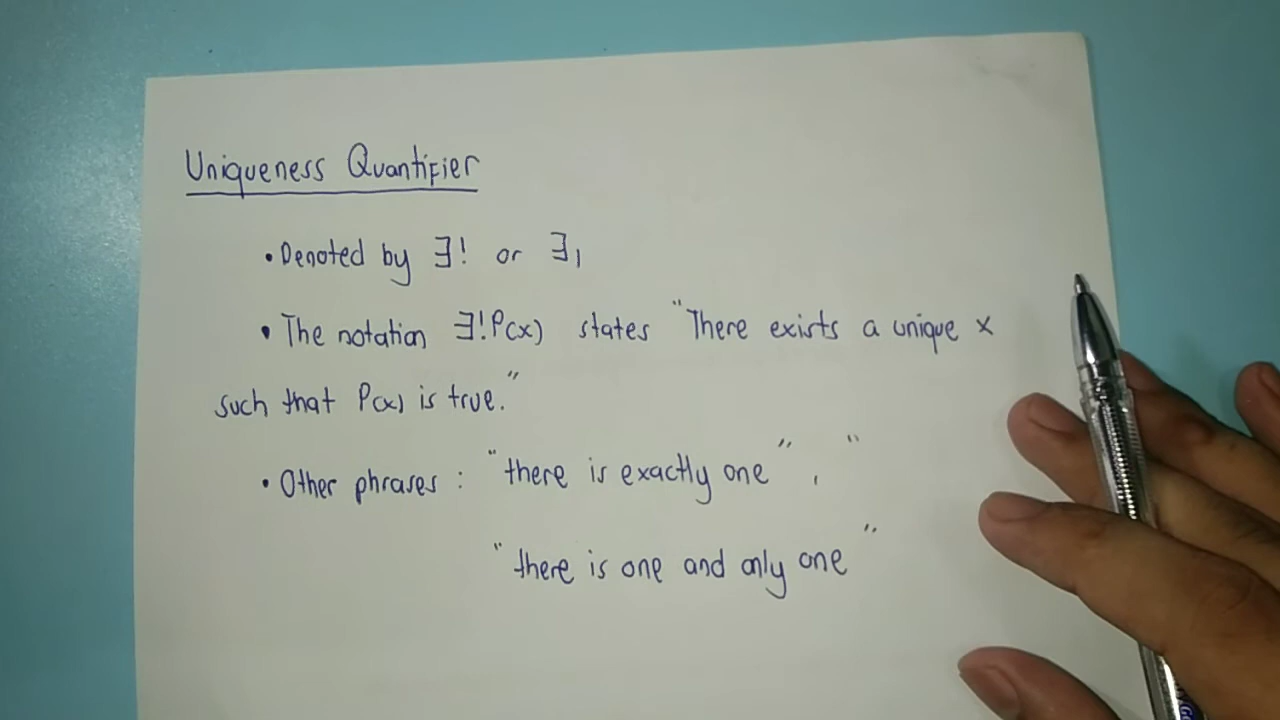 Uniqueness Quantifier
• Denoted by ∃! or ∃₁
• The notation ∃!P(x) states "There exists a unique x
such that P(x) is true."
• Other phrases : "there is exactly one" , "
"there is one and only one"